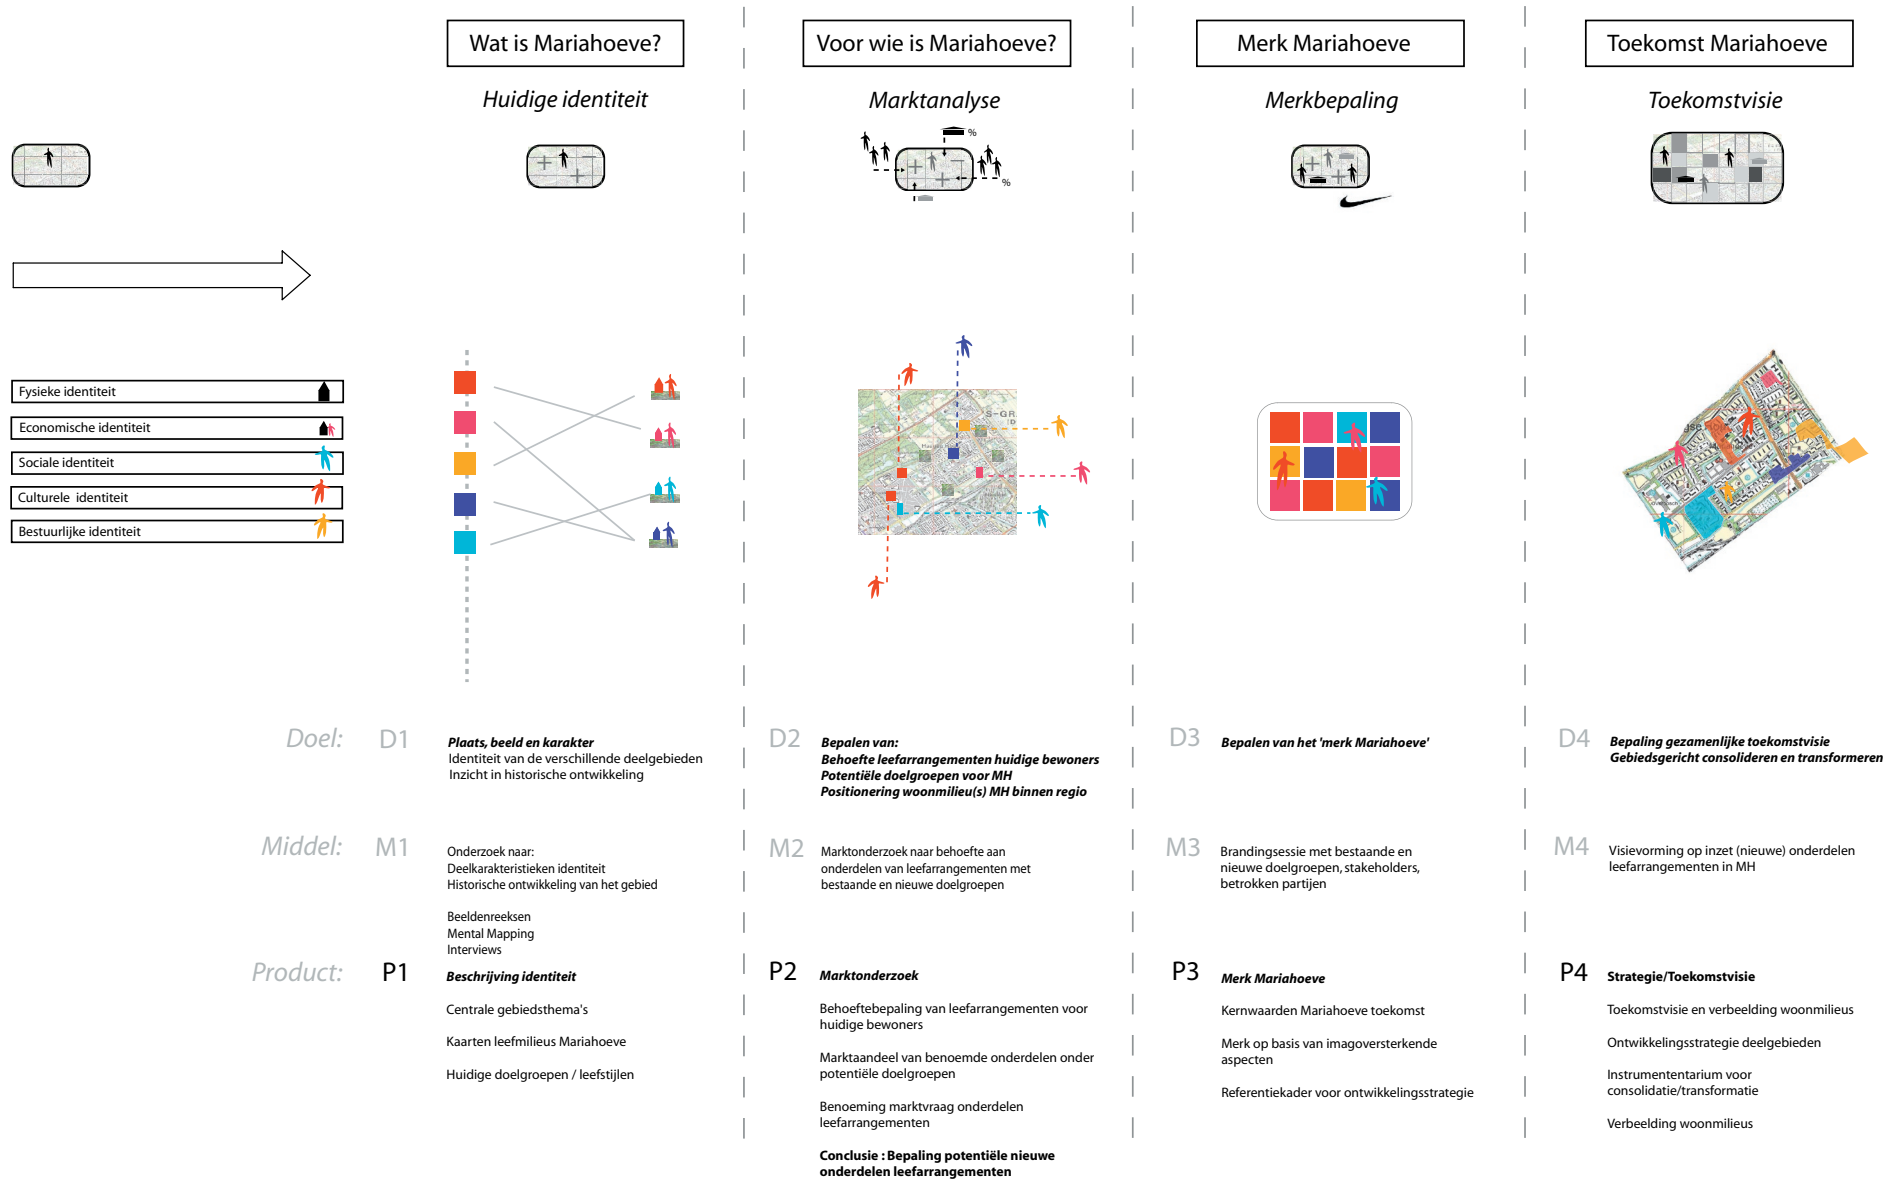 Wat is Mariahoeve?
Voor wie is Mariahoeve?
Merk Mariahoeve
Toekomst Mariahoeve
Huidige identiteit
Marktanalyse
Merkbepaling
Toekomstvisie
%
%
Fysieke identiteit
Economische identiteit
Sociale identiteit
Culturele identiteit
Bestuurlijke identiteit
S-GR
Doel:
D1
Plaats, beeld en karakter
Identiteit van de verschillende deelgebieden
Inzicht in historische ontwikkeling
D2
Bepalen van:
Behoefte leefarrangementen huidige bewoners
Potentiële doelgroepen voor MH
Positionering woonmilieu(s) MH binnen regio
D3
Bepalen van het 'merk Mariahoeve'
D4
Bepaling gezamenlijke toekomstvisie
Gebiedsgericht consolideren en transformeren
Middel:
M1
Onderzoek naar:
Deelkarakteristieken identiteit
Historische ontwikkeling van het gebied
Beeldenreeksen
Mental Mapping
Interviews
M2
Marktonderzoek naar behoefte aan
onderdelen van leefarrangementen met
bestaande en nieuwe doelgroepen
M3
Brandingsessie met bestaande en
nieuwe doelgroepen, stakeholders,
betrokken partijen
M4
Visievorming op inzet (nieuwe) onderdelen
leefarrangementen in MH
Product:
P1
Beschrijving identiteit
Centrale gebiedsthema's
Kaarten leefmilieus Mariahoeve
Huidige doelgroepen / leefstijlen
P2
Marktonderzoek
Behoeftebepaling van leefarrangementen voor
huidige bewoners
Marktaandeel van benoemde onderdelen onder
potentiële doelgroepen
Benoeming marktvraag onderdelen
leefarrangementen
Conclusie : Bepaling potentiële nieuwe
onderdelen leefarrangementen
P3
Merk Mariahoeve
Kernwaarden Mariahoeve toekomst
Merk op basis van imagoversterkende
aspecten
Referentiekader voor ontwikkelingsstrategie
P4
Strategie/Toekomstvisie
Toekomstvisie en verbeelding woonmilieus
Ontwikkelingsstrategie deelgebieden
Instrumententarium voor
consolidatie/transformatie
Verbeelding woonmilieus